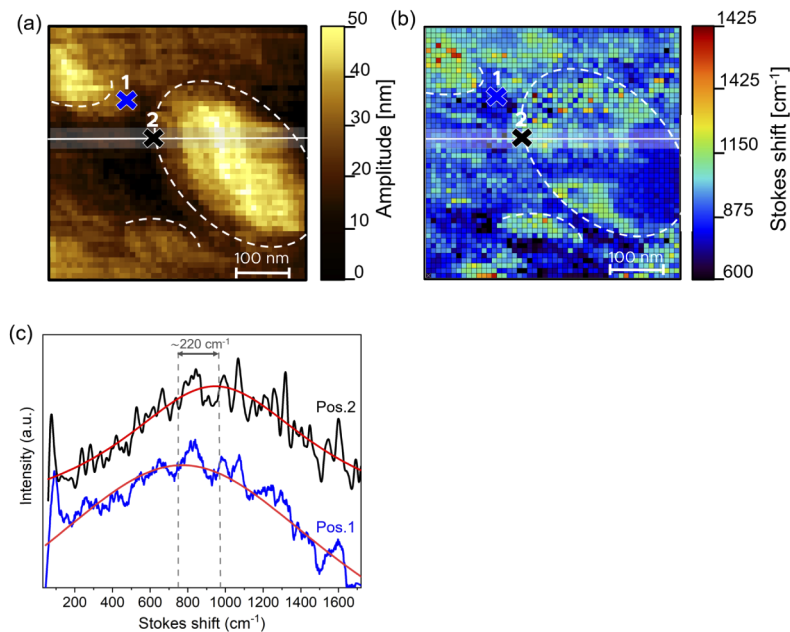 (a)
1
2
100 nm
50
40
30
20
10
0
Amplitude [nm]
(b)
1
2
100 nm
1425
1425
1150
875
600
Stokes shift [cm-1]
(c)
~220 cm-1
Pos.2
Pos.1
Intensity (a.u.)
200 400 600 800 1000 1200 1400 1600
Stokes shift (cm-1)